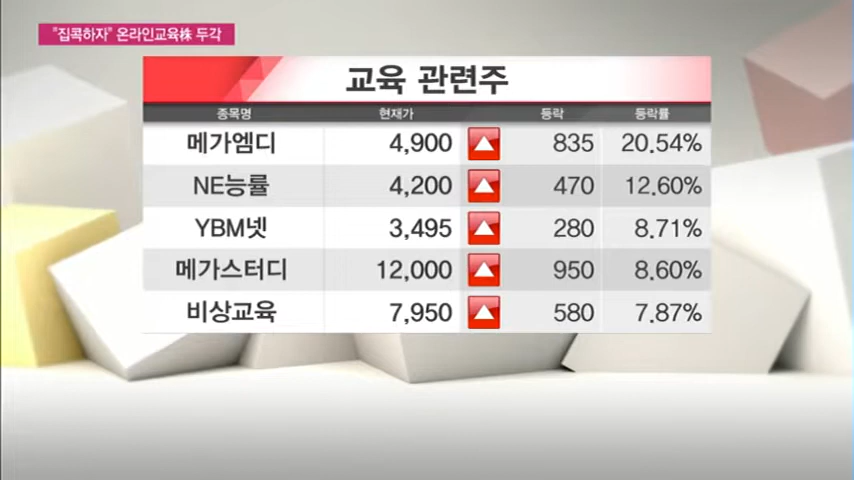 "집콕하자" 온라인교육株 두각
교육 관련주
종목명 현재가 등락 등락률
메가엠디 4,900 835 20.54%
NE능률 4,200 470 12.60%
YBM넷 3,495 280 8.71%
메가스터디 12,000 950 8.60%
비상교육 7,950 580 7.87%